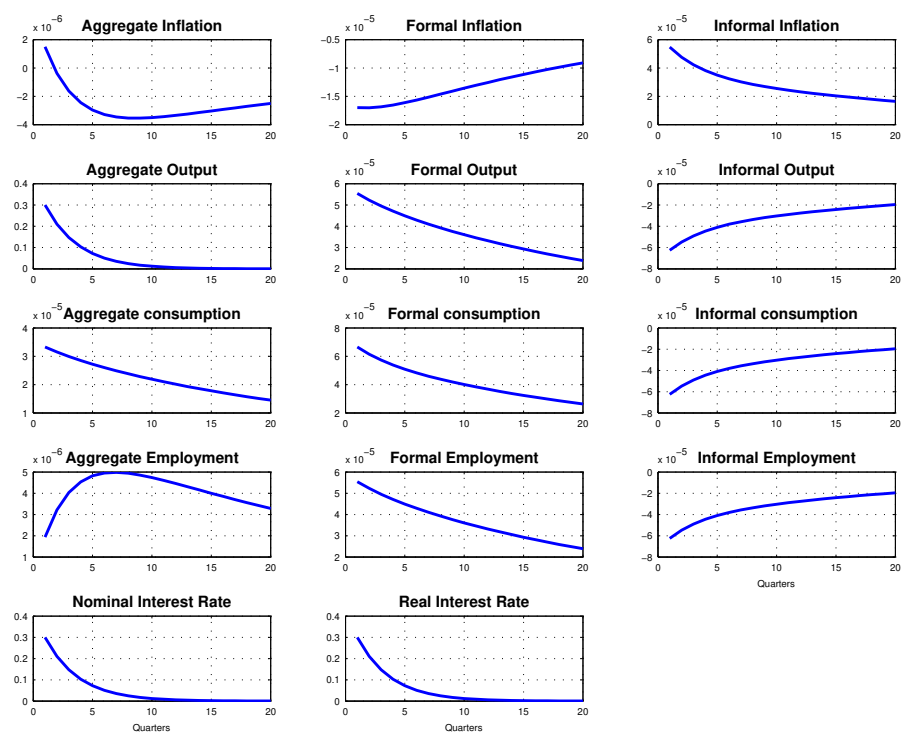 x 10^-6 Aggregate Inflation
2
0
−2
−4
0 5 10 15 20
x 10^-5 Formal Inflation
−0.5
−1
−1.5
−2
0 5 10 15 20
x 10^-5 Informal Inflation
6
4
2
0
0 5 10 15 20
Aggregate Output
0.4
0.3
0.2
0.1
0
0 5 10 15 20
x 10^-5 Formal Output
6
5
4
3
2
0 5 10 15 20
x 10^-5 Informal Output
0
−2
−4
−6
−8
0 5 10 15 20
x 10^-5 Aggregate consumption
4
3
2
1
0 5 10 15 20
x 10^-5 Formal consumption
8
6
4
2
0 5 10 15 20
x 10^-5 Informal consumption
0
−2
−4
−6
−8
0 5 10 15 20
x 10^-6 Aggregate Employment
5
4
3
2
1
0 5 10 15 20
x 10^-5 Formal Employment
6
5
4
3
2
0 5 10 15 20
x 10^-5 Informal Employment
0
−2
−4
−6
−8
0 5 10 15 20
Quarters
Nominal Interest Rate
0.4
0.3
0.2
0.1
0
0 5 10 15 20
Quarters
Real Interest Rate
0.4
0.3
0.2
0.1
0
0 5 10 15 20
Quarters